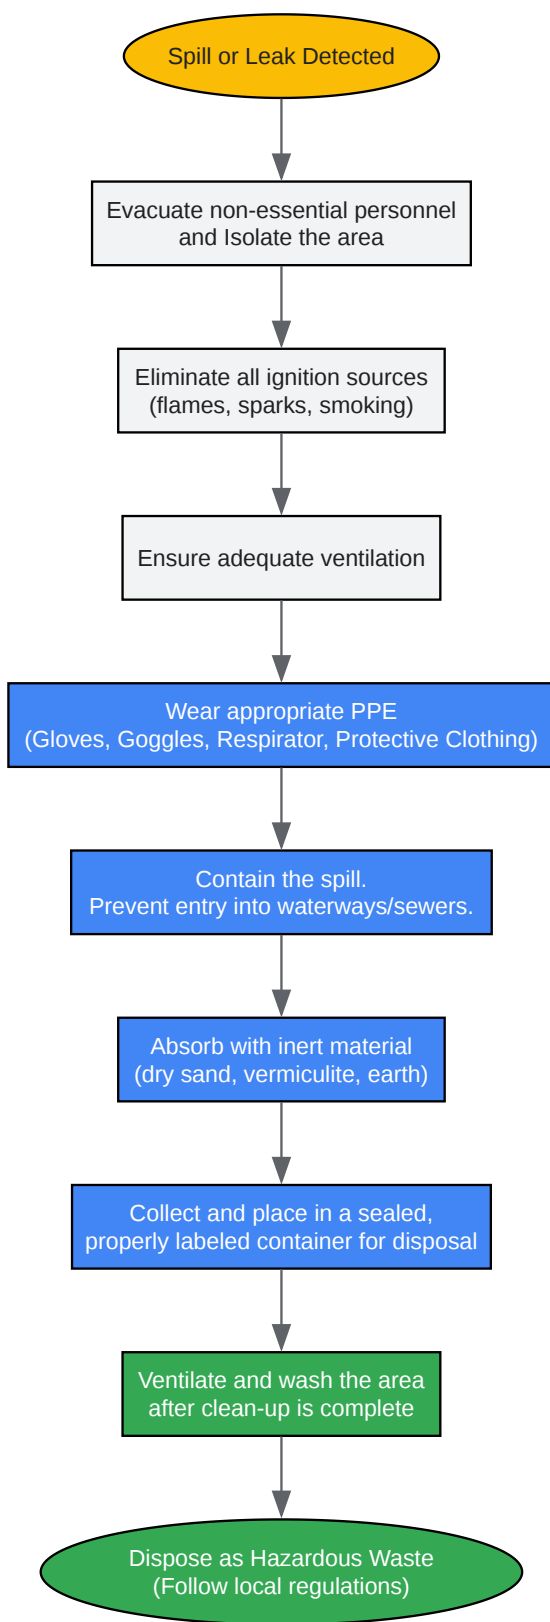 Spill or Leak Detected
Evacuate non-essential personnel
and Isolate the area
Eliminate all ignition sources
(flames, sparks, smoking)
Ensure adequate ventilation
Wear appropriate PPE
(Gloves, Goggles, Respirator, Protective Clothing)
Contain the spill.
Prevent entry into waterways/sewers.
Absorb with inert material
(dry sand, vermiculite, earth)
Collect and place in a sealed,
properly labeled container for disposal
Ventilate and wash the area
after clean-up is complete
Dispose as Hazardous Waste
(Follow local regulations)